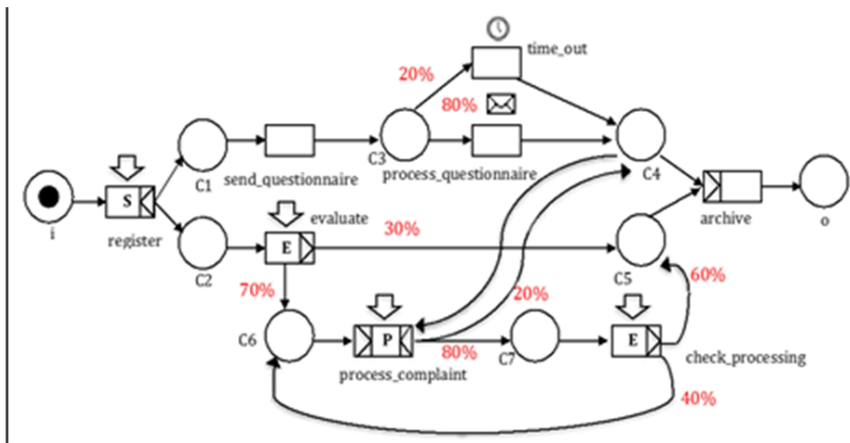 time_out
20%
80%
C3
C1
send_questionnaire
process_questionnaire
C4
i
S
register
evaluate
archive
o
E
30%
C2
C5
70%
20%
60%
C6
P
80%
C7
E
check_processing
process_complaint
40%